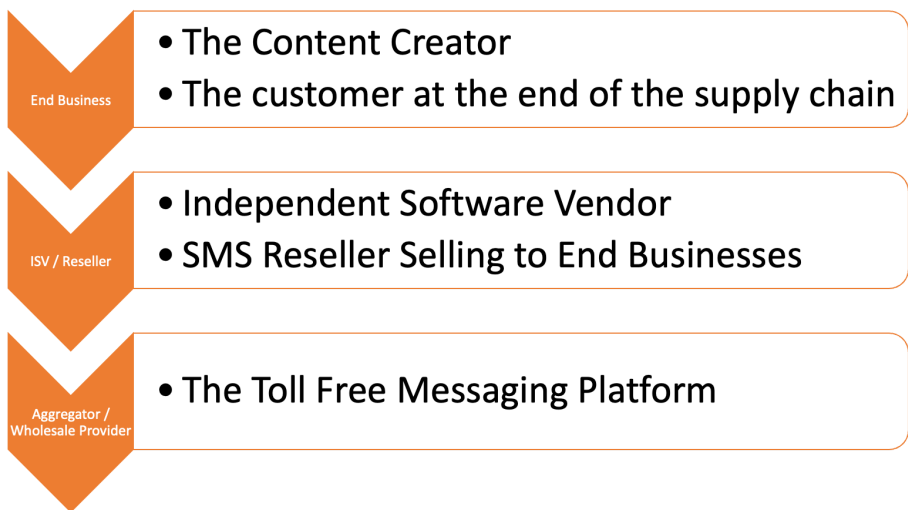 End Business
• The Content Creator
• The customer at the end of the supply chain
ISV / Reseller
• Independent Software Vendor
• SMS Reseller Selling to End Businesses
Aggregator /
Wholesale Provider
• The Toll Free Messaging Platform